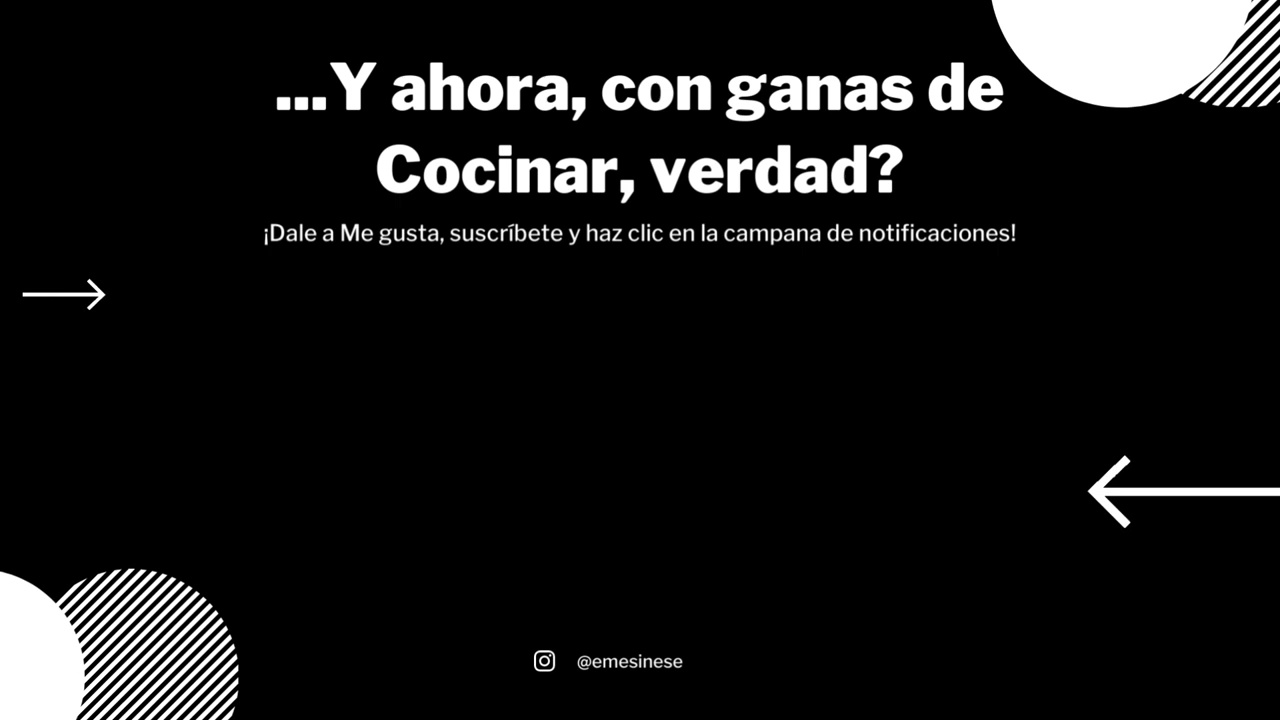 ...Y ahora, con ganas de
Cocinar, verdad?
¡Dale a Me gusta, suscríbete y haz clic en la campana de notificaciones!
@emesinese